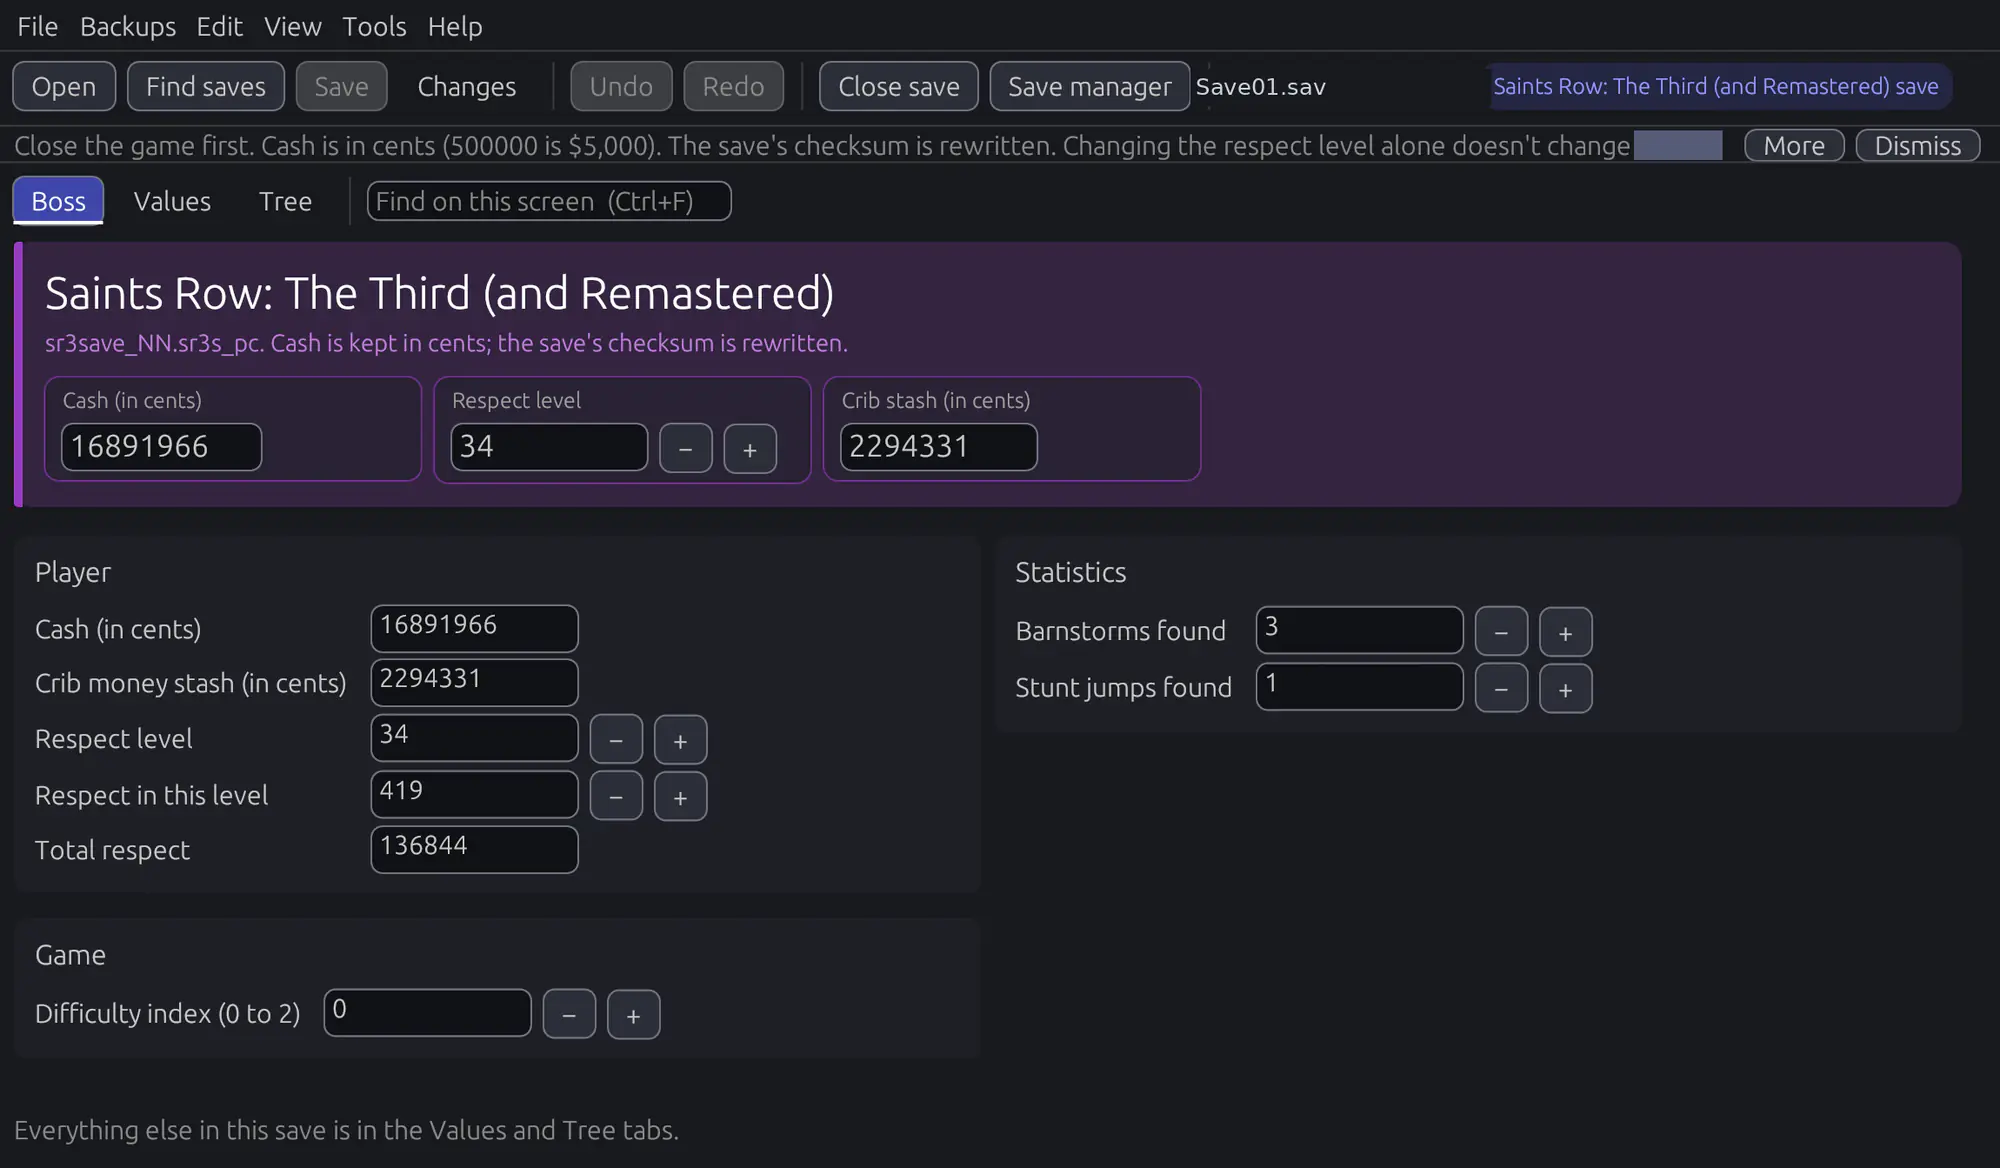 File Backups Edit View Tools Help
Open Find saves Save Changes Undo Redo Close save Save manager Save01.sav Saints Row: The Third (and Remastered) save
Close the game first. Cash is in cents (500000 is $5,000). The save's checksum is rewritten. Changing the respect level alone doesn't change More Dismiss
Boss Values Tree Find on this screen (Ctrl+F)
Saints Row: The Third (and Remastered)
sr3save_NN.sr3s_pc. Cash is kept in cents; the save's checksum is rewritten.
Cash (in cents) Respect level Crib stash (in cents)
16891966 34 − + 2294331
Player
Cash (in cents) 16891966
Crib money stash (in cents) 2294331
Respect level 34 − +
Respect in this level 419 − +
Total respect 136844
Statistics
Barnstorms found 3 − +
Stunt jumps found 1 − +
Game
Difficulty index (0 to 2) 0 − +
Everything else in this save is in the Values and Tree tabs.